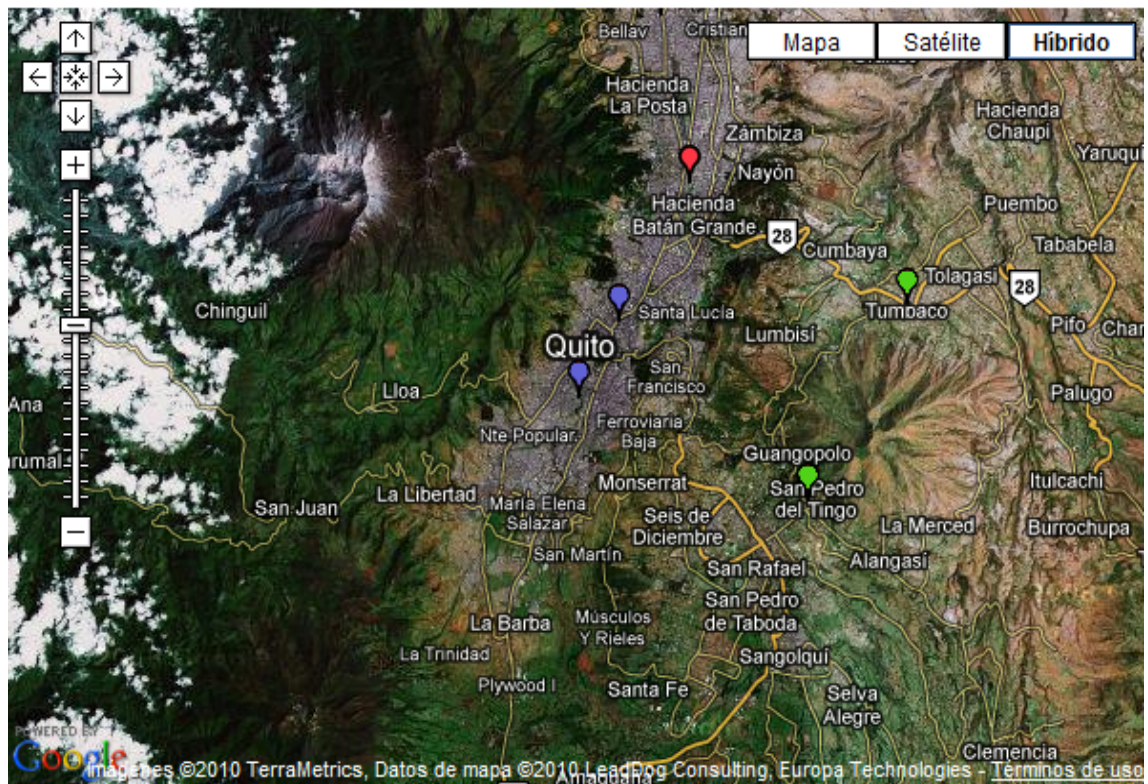 Bellav
Cristian
Mapa
Satélite
Híbrido
Hacienda
La Posta
Zámbiza
Hacienda
Chaupi
Yaruqui
Nayón
Hacienda
Batán Grande
28
Cumbaya
Puembo
Tababela
Tolagasi
28
Chinguil
Santa Lucía
Tumbaco
Lumbisí
Pifo
Char
Quito
San
Francisco
Lloa
Palugo
Ana
Nte Popular.
Ferroviaria
Baja
Guangopolo
arumal
San Juan
La Libertad
Monserrat
San Pedro
del Tingo
Itulcachi
María Elena
Salazar
Seis de
Diciembre
La Merced
Burrochupa
San Martín
San Rafael
Alangasí
La Barba
Músculos
Y Rieles
San Pedro
de Taboda
La Trinidad
Sangolquí
Plywood I
Santa Fe
Selva
Alegre
POWERED BY
Google
Clemencia
Imágenes ©2010 TerraMetrics, Datos de mapa ©2010 LeadDog Consulting, Europa Technologies - Términos de uso